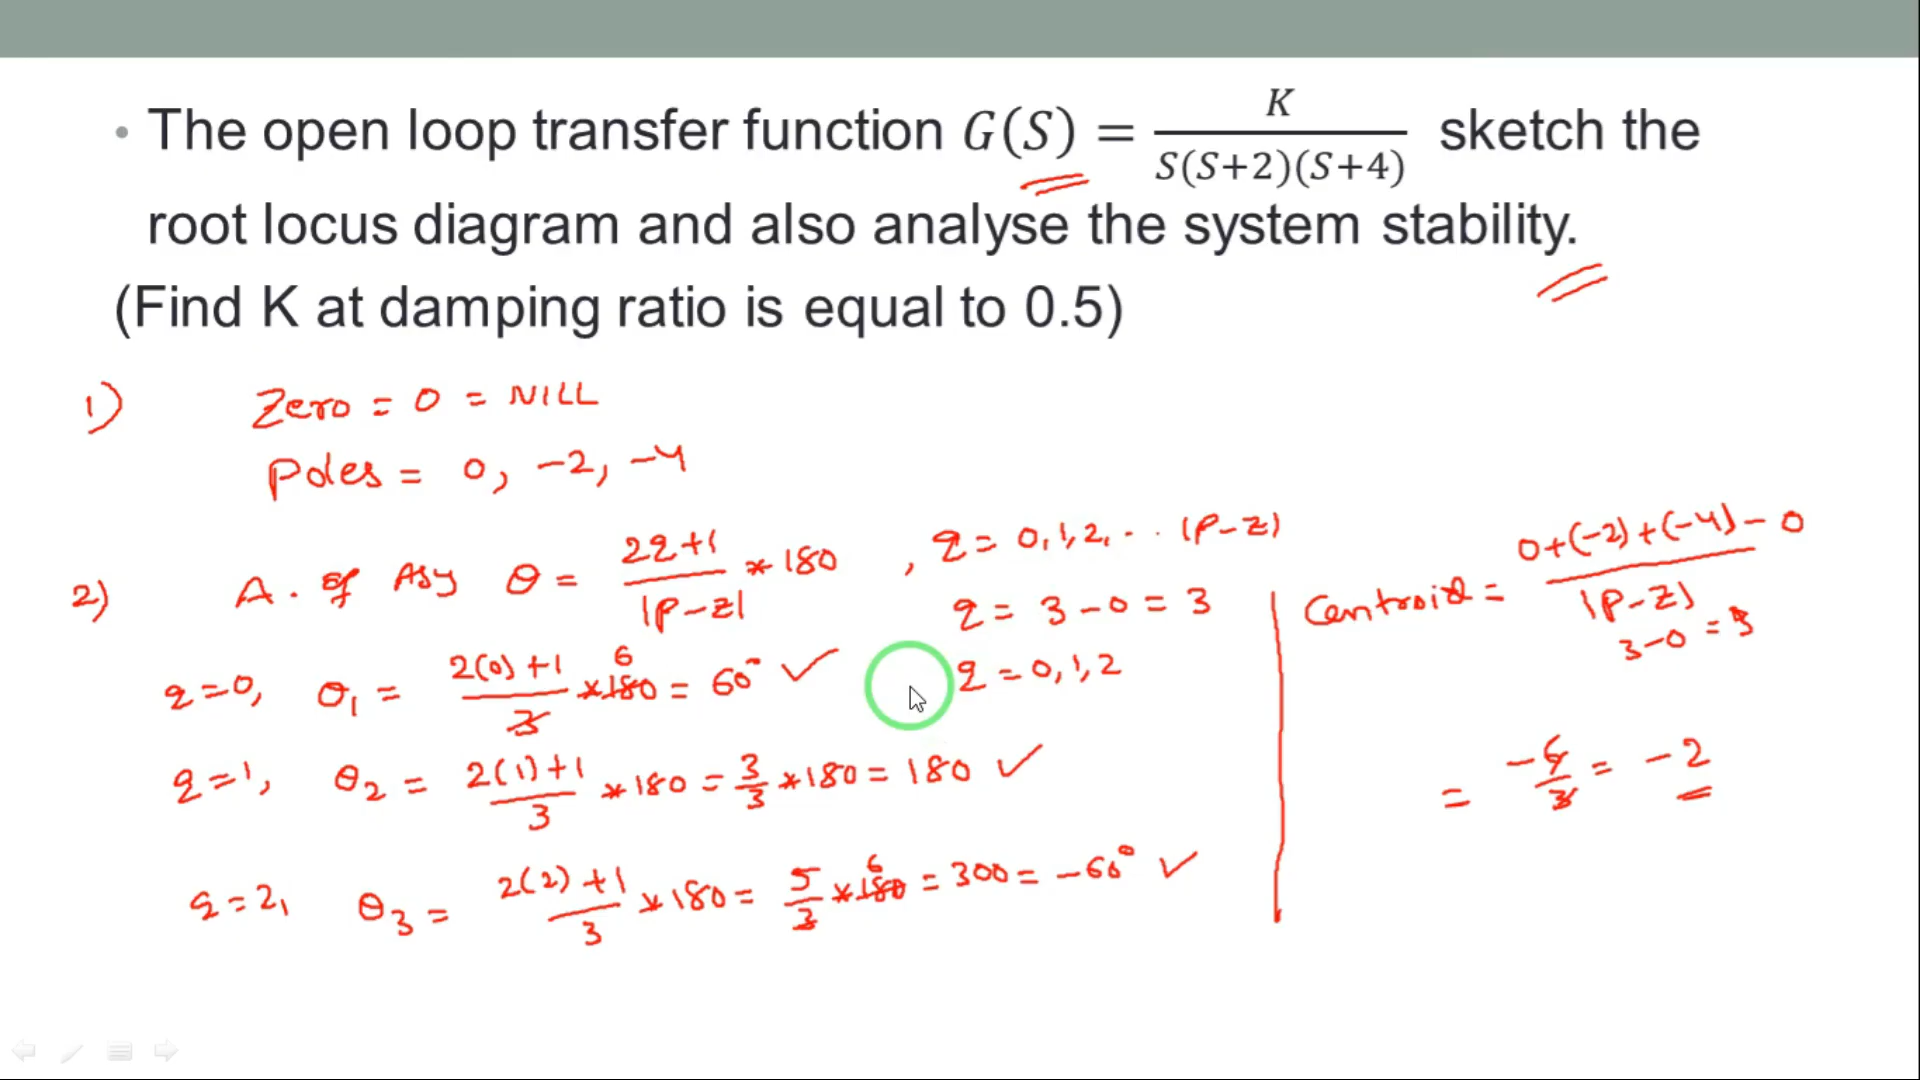 • The open loop transfer function G(S) = K / S(S+2)(S+4) sketch the
root locus diagram and also analyse the system stability.
(Find K at damping ratio is equal to 0.5)
1) Zero = 0 = NILL
Poles = 0, -2, -4
2) A. of Asy θ = 2q+1 / |P-Z| * 180 , q = 0, 1, 2, .. |P-Z|
q = 3 - 0 = 3
q = 0, 1, 2
q = 0, θ1 = 2(0)+1 / 3 * 180 6 = 60° ✓
q = 1, θ2 = 2(1)+1 / 3 * 180 = 3/3 * 180 = 180 ✓
q = 2, θ3 = 2(2)+1 / 3 * 180 = 5/3 * 180 6 = 300 = -60° ✓
Centroid = 0+(-2)+(-4) - 0 / |P-Z|
3-0 = 3
= -6/3 = -2